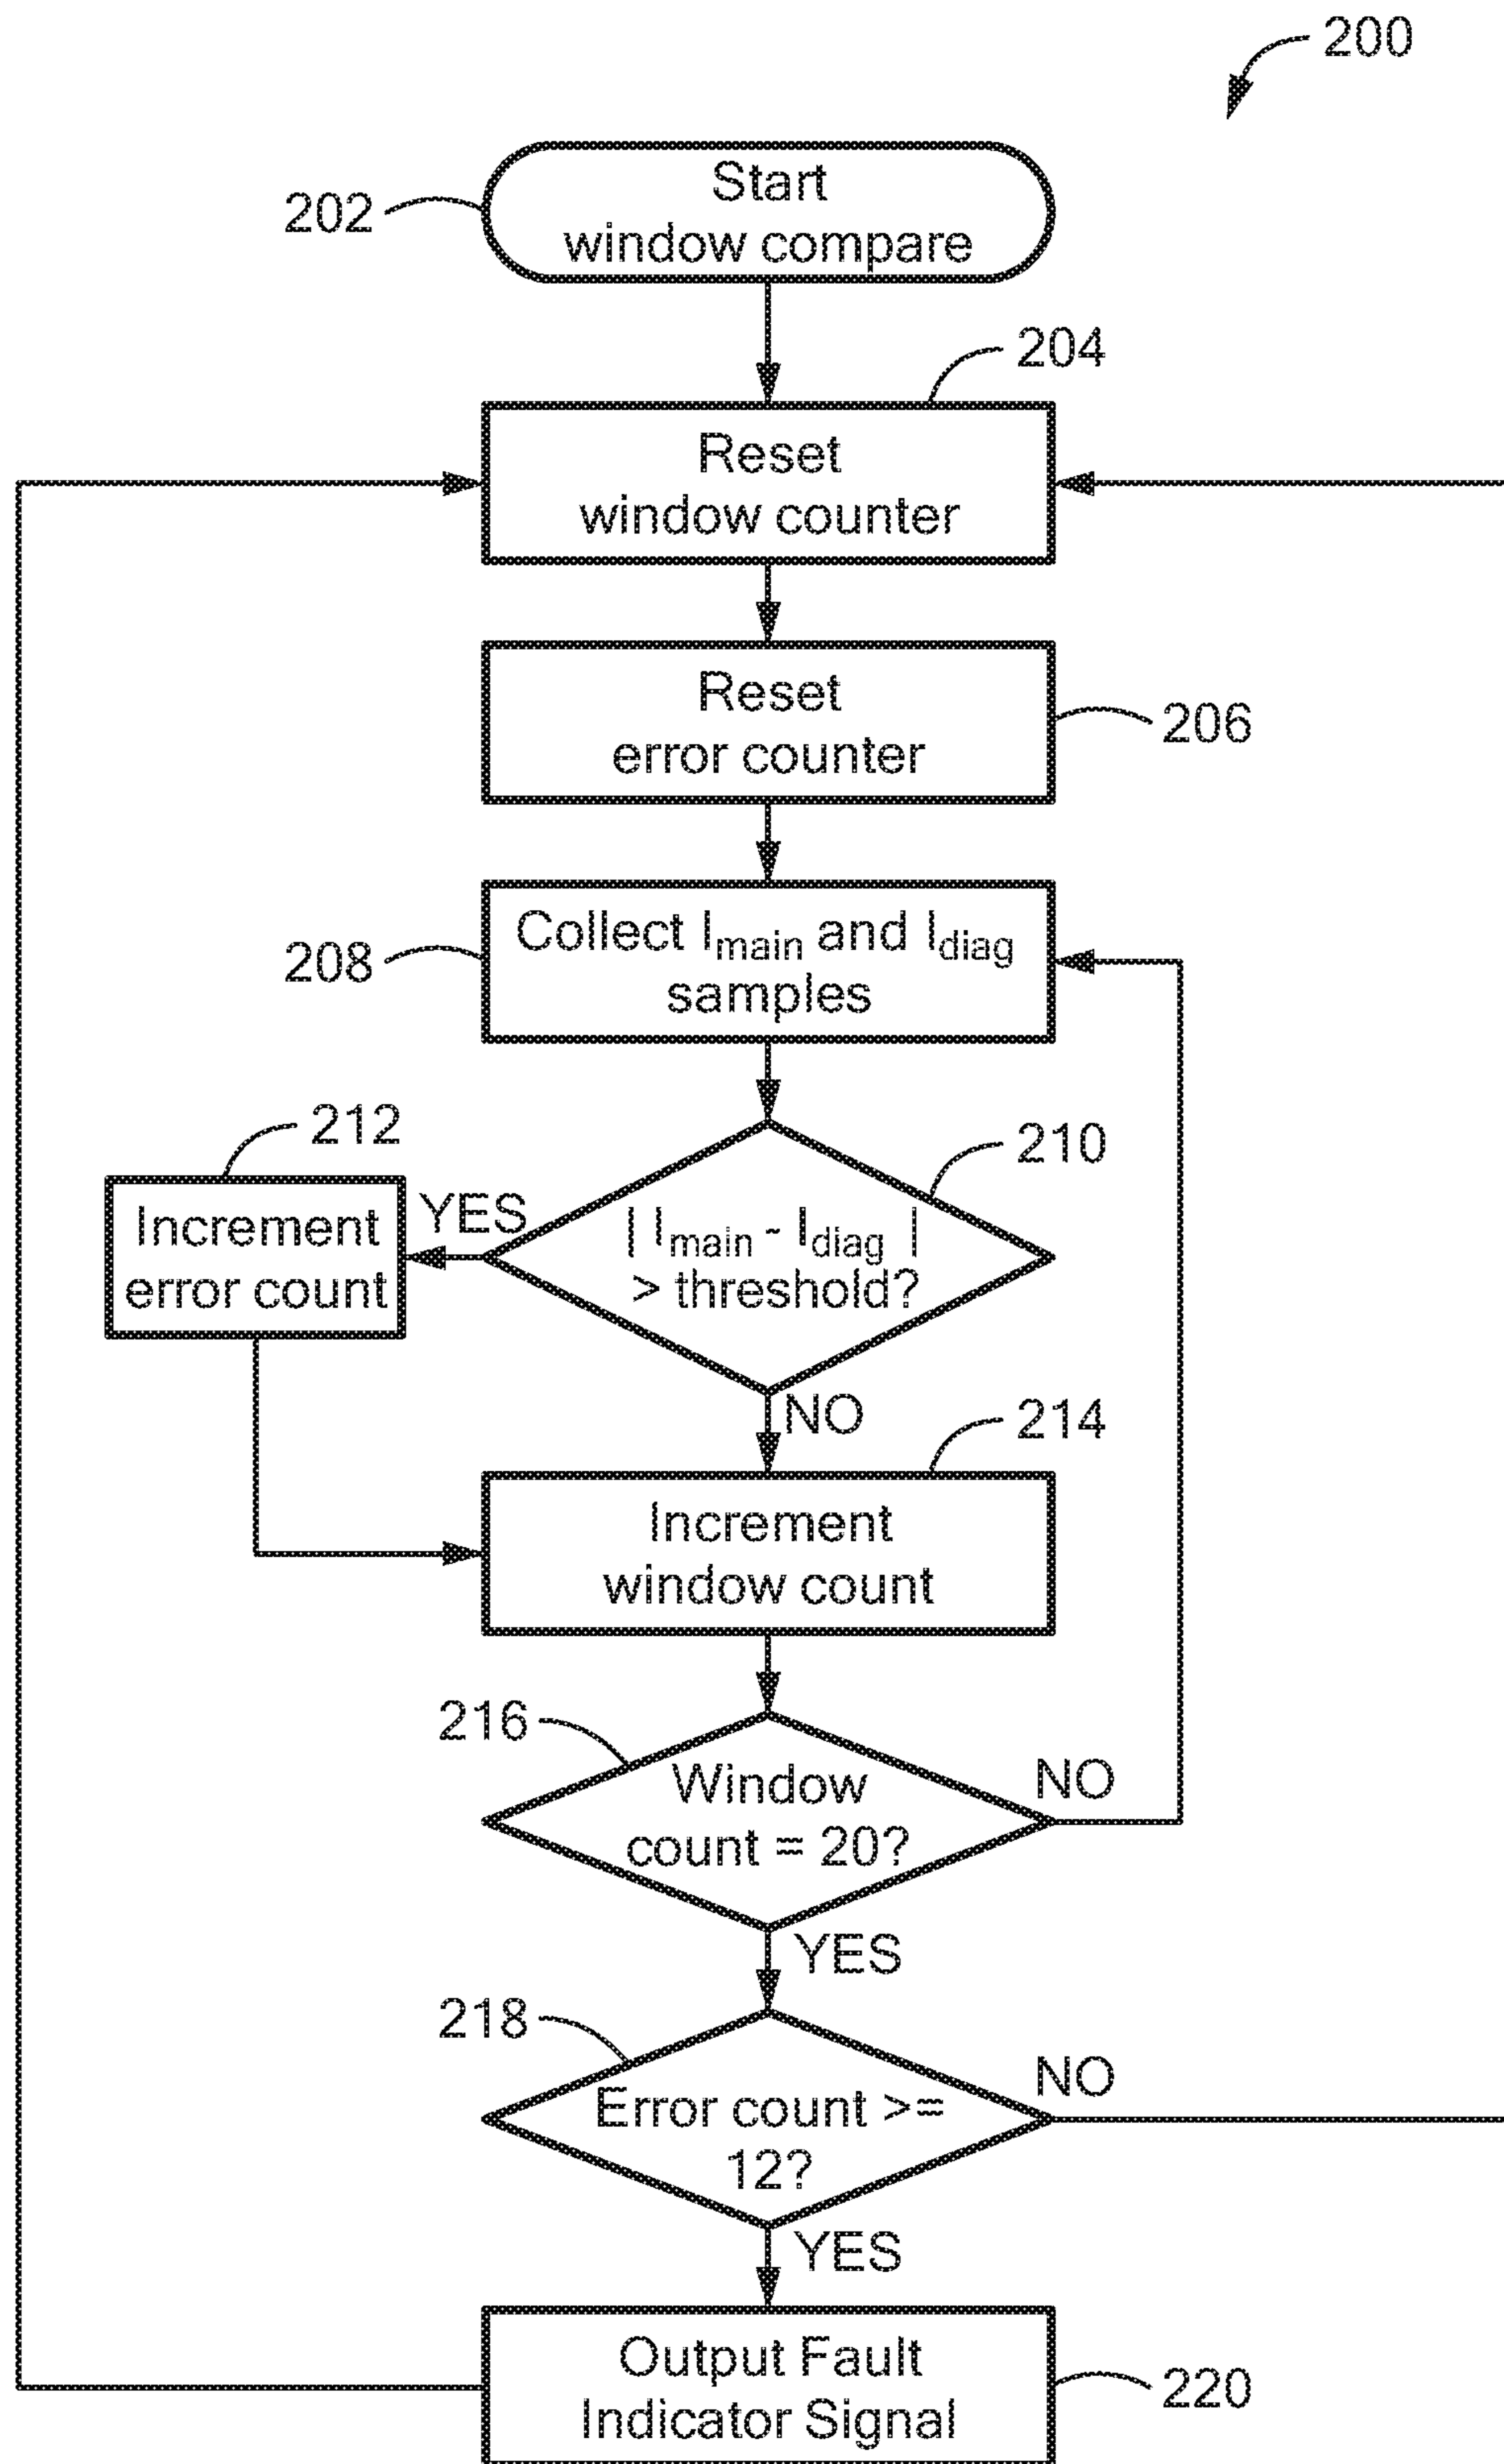 200
202
Start
window compare
204
Reset
window counter
Reset
error counter
206
208
Collect Imain and Idiag
samples
212
Increment
error count
YES
210
| Imain - Idiag |
> threshold?
NO
214
Increment
window count
216
Window
count = 20?
NO
YES
218
Error count >=
12?
NO
YES
Output Fault
Indicator Signal
220